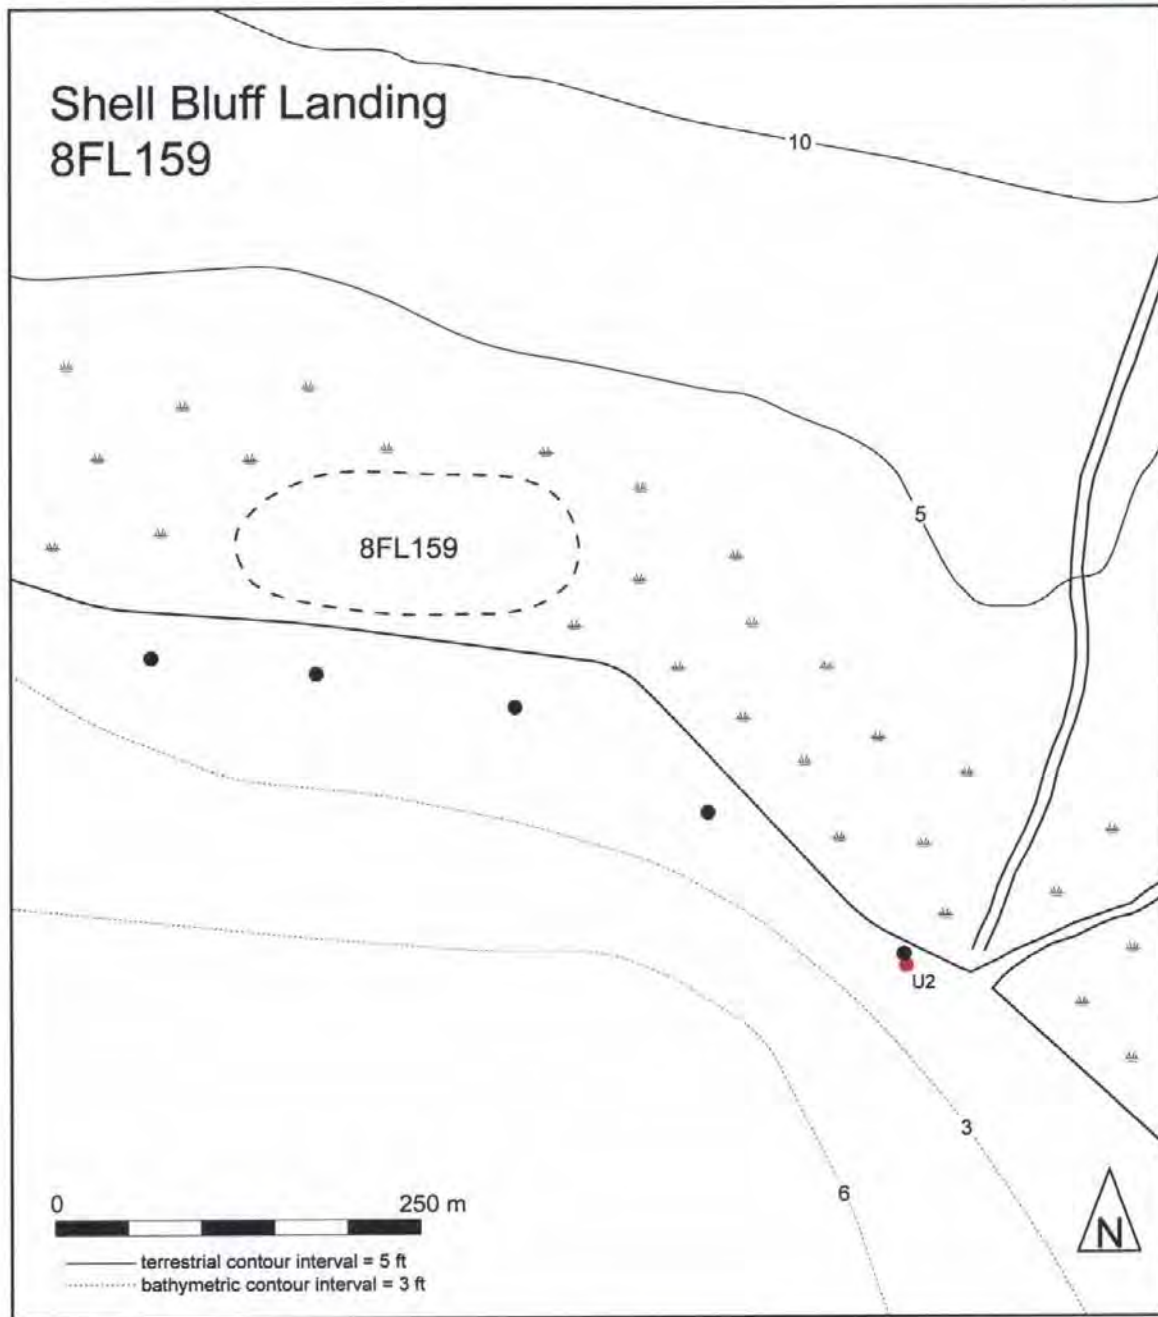 Shell Bluff Landing
8FL159
10
5
8FL159
U2
3
6
0 250 m
terrestrial contour interval = 5 ft
bathymetric contour interval = 3 ft
N